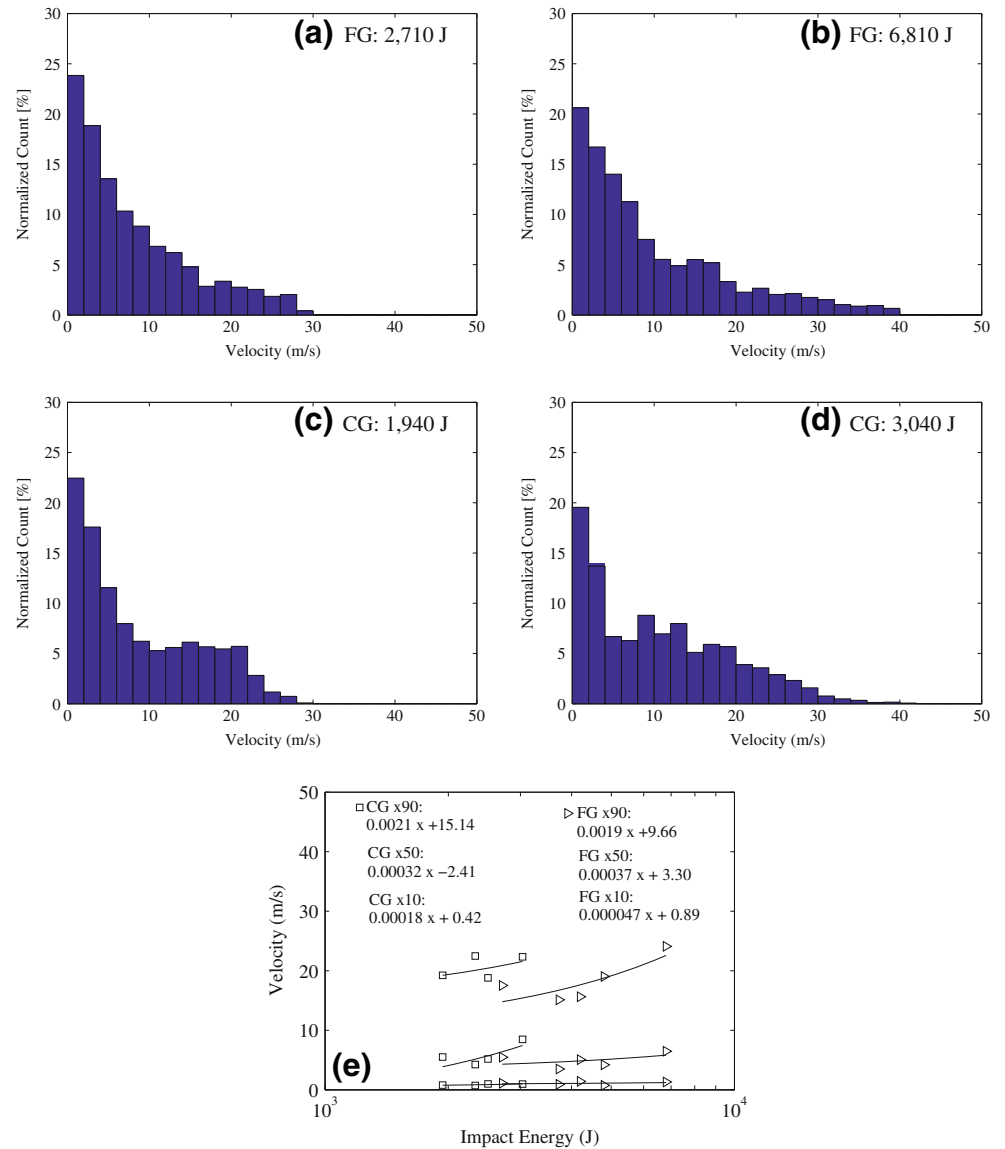 (a) FG: 2,710 J
Normalized Count [%]
30
25
20
15
10
5
0
0 10 20 30 40 50
Velocity (m/s)
(b) FG: 6,810 J
Normalized Count [%]
30
25
20
15
10
5
0
0 10 20 30 40 50
Velocity (m/s)
(c) CG: 1,940 J
Normalized Count [%]
30
25
20
15
10
5
0
0 10 20 30 40 50
Velocity (m/s)
(d) CG: 3,040 J
Normalized Count [%]
30
25
20
15
10
5
0
0 10 20 30 40 50
Velocity (m/s)
Velocity (m/s)
50
40
30
20
10
0
CG x90:
0.0021 x +15.14
CG x50:
0.00032 x −2.41
CG x10:
0.00018 x + 0.42
FG x90:
0.0019 x +9.66
FG x50:
0.00037 x + 3.30
FG x10:
0.000047 x + 0.89
(e)
10³ 10⁴
Impact Energy (J)